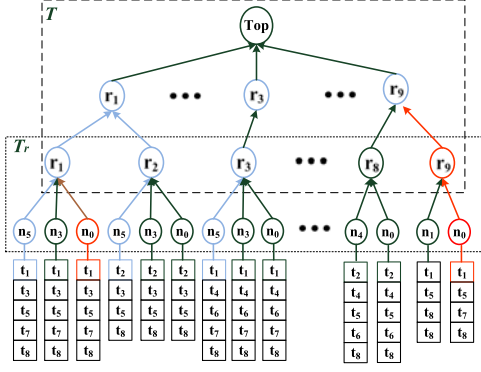 T
Top
r1 ••• r3 ••• r9
Tr
r1 r2 r3 ••• r8 r9
n5 n3 n0 n5 n3 n0 n5 n3 n0 ••• n4 n0 n1 n0
t1 t1 t1 t2 t2 t2 t1 t1 t1 t2 t2 t1 t1
t3 t3 t3 t3 t3 t3 t4 t4 t4 t4 t4 t5 t5
t5 t5 t5 t5 t5 t5 t6 t6 t6 t5 t5 t7
t7 t7 t7 t8 t8 t8 t7 t7 t7 t6 t6 t8 t8
t8 t8 t8 t8 t8 t8 t8 t8